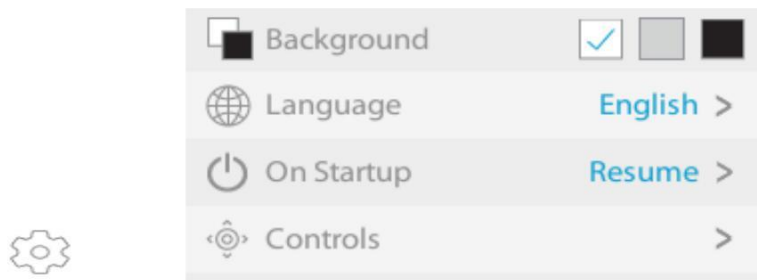 Background
Language English >
On Startup Resume >
Controls >